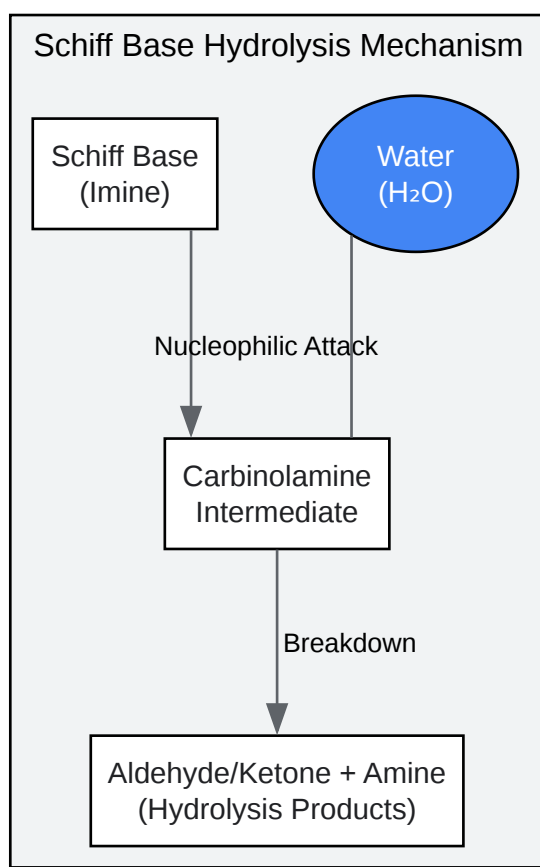 Schiff Base Hydrolysis Mechanism
Schiff Base
(Imine)
Water
(H₂O)
Nucleophilic Attack
Carbinolamine
Intermediate
Breakdown
Aldehyde/Ketone + Amine
(Hydrolysis Products)